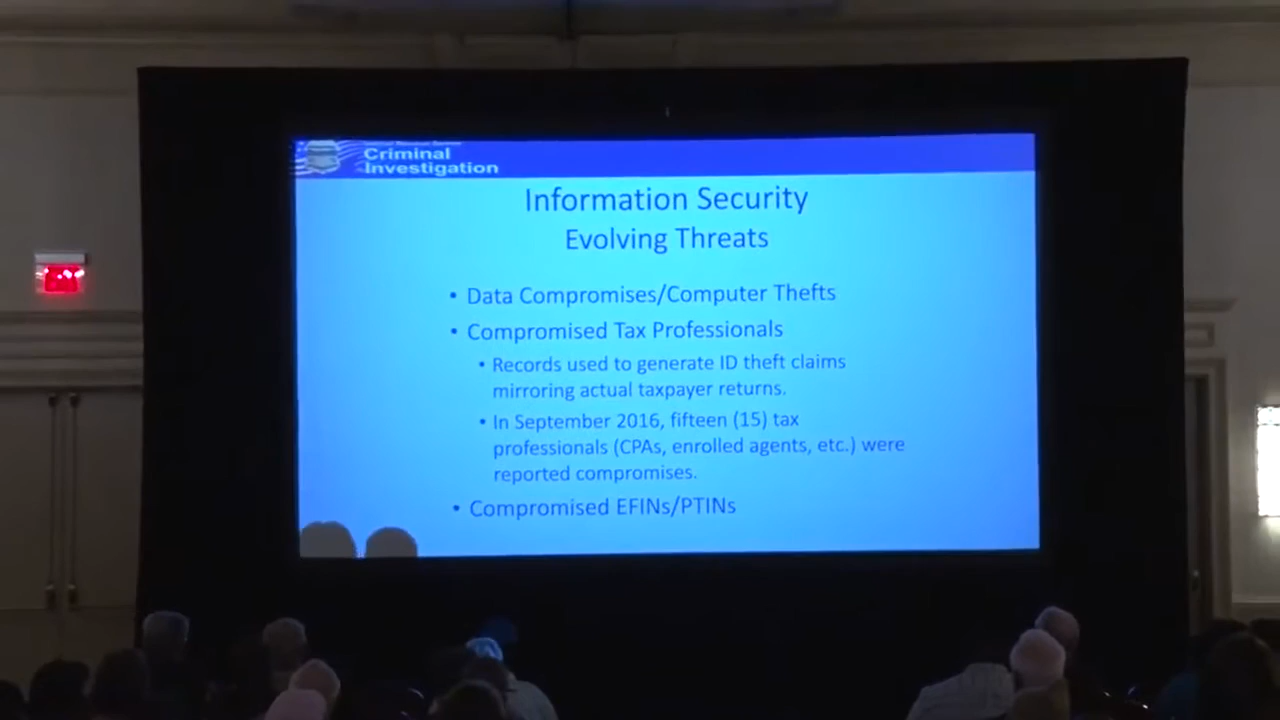 Criminal
Investigation
Information Security
Evolving Threats
• Data Compromises/Computer Thefts
• Compromised Tax Professionals
• Records used to generate ID theft claims
mirroring actual taxpayer returns.
• In September 2016, fifteen (15) tax
professionals (CPAs, enrolled agents, etc.) were
reported compromises.
• Compromised EFINs/PTINs